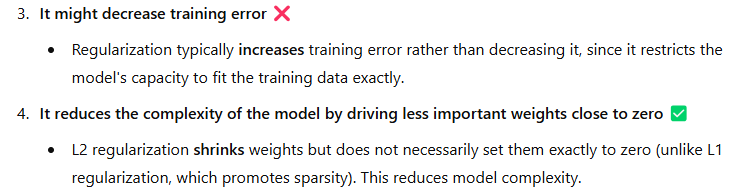 3. It might decrease training error ❌
• Regularization typically increases training error rather than decreasing it, since it restricts the
model's capacity to fit the training data exactly.
4. It reduces the complexity of the model by driving less important weights close to zero ✅
• L2 regularization shrinks weights but does not necessarily set them exactly to zero (unlike L1
regularization, which promotes sparsity). This reduces model complexity.